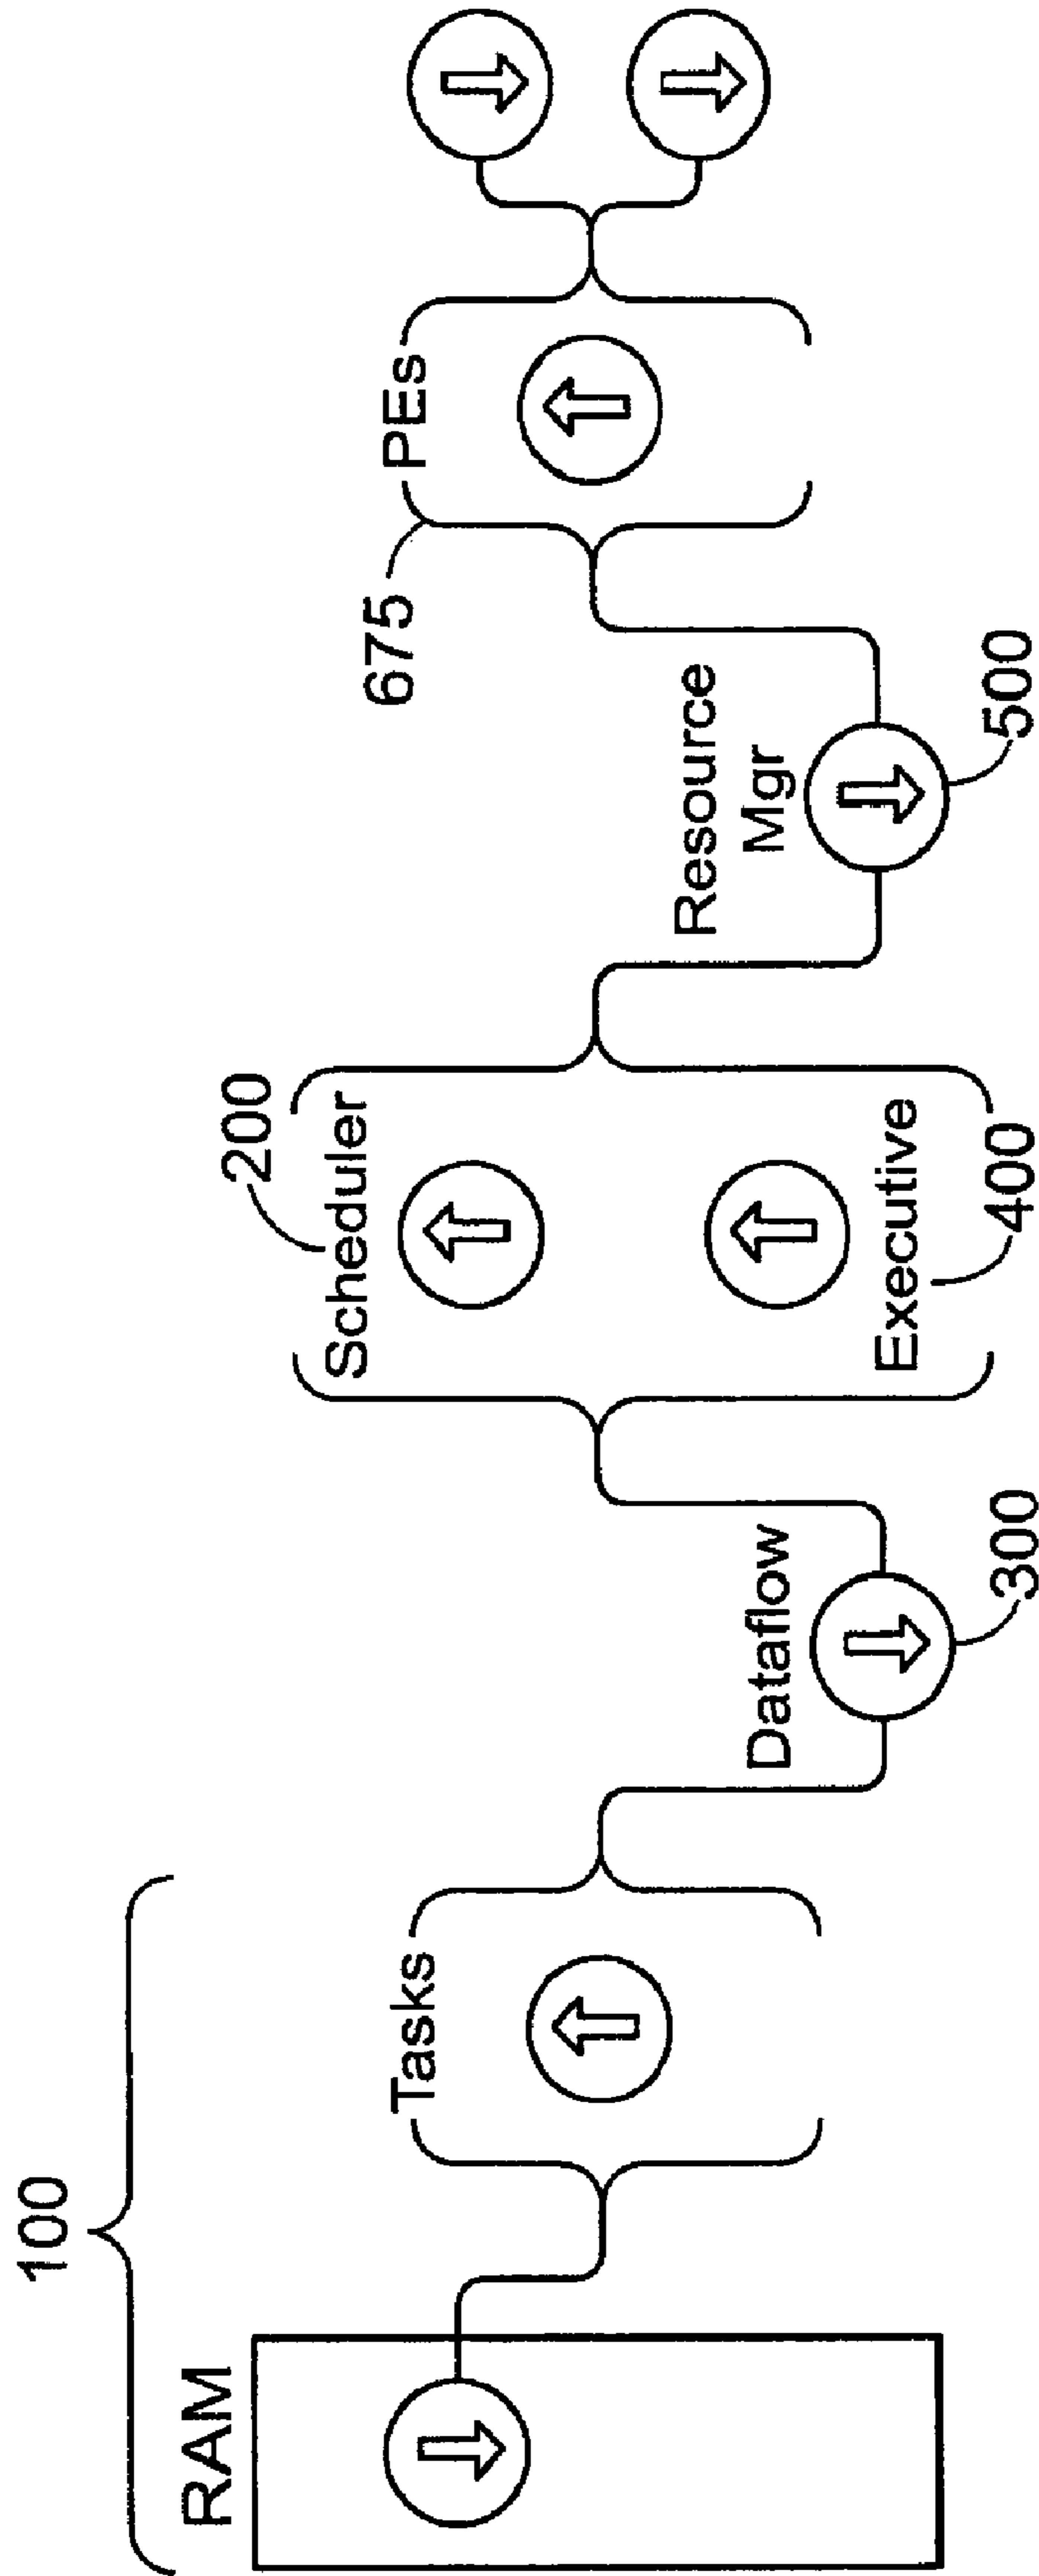 100
RAM
Tasks
Dataflow
300
Scheduler
200
Executive
400
Resource
Mgr
500
PEs
675